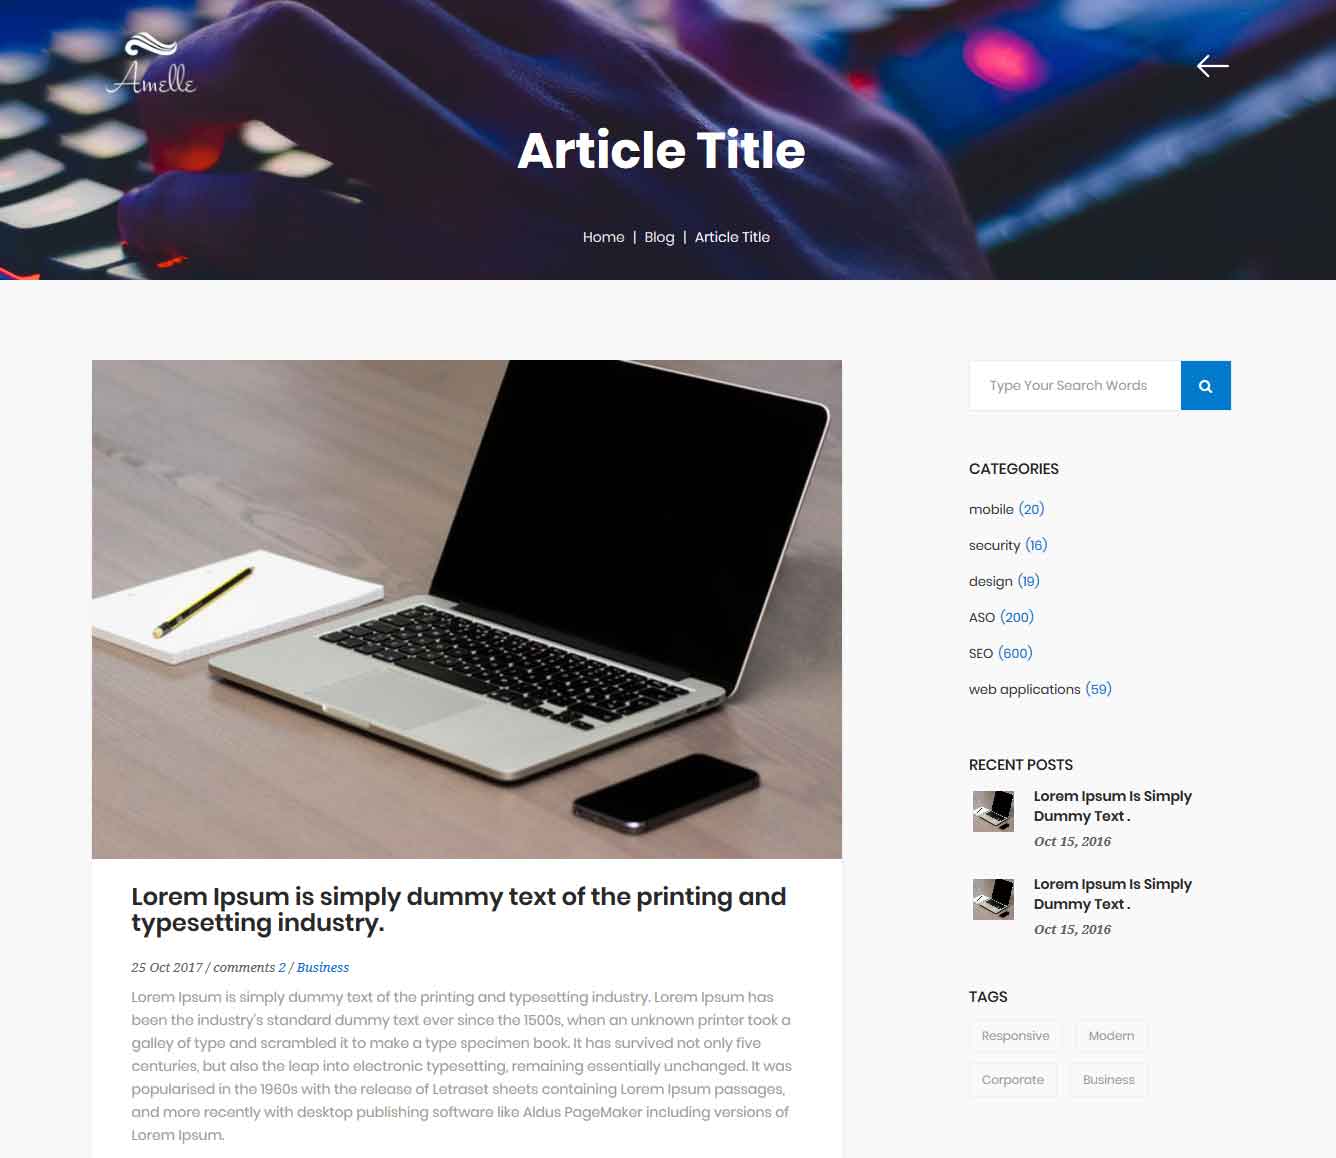 Amelle
Article Title
Home | Blog | Article Title
Type Your Search Words
CATEGORIES
mobile (20)
security (16)
design (19)
ASO (200)
SEO (600)
web applications (59)
RECENT POSTS
Lorem Ipsum Is Simply
Dummy Text .
Oct 15, 2016
Lorem Ipsum Is Simply
Dummy Text .
Oct 15, 2016
TAGS
Responsive Modern
Corporate Business
Lorem Ipsum is simply dummy text of the printing and
typesetting industry.
25 Oct 2017 / comments 2 / Business
Lorem Ipsum is simply dummy text of the printing and typesetting industry. Lorem Ipsum has
been the industry's standard dummy text ever since the 1500s, when an unknown printer took a
galley of type and scrambled it to make a type specimen book. It has survived not only five
centuries, but also the leap into electronic typesetting, remaining essentially unchanged. It was
popularised in the 1960s with the release of Letraset sheets containing Lorem Ipsum passages,
and more recently with desktop publishing software like Aldus PageMaker including versions of
Lorem Ipsum.